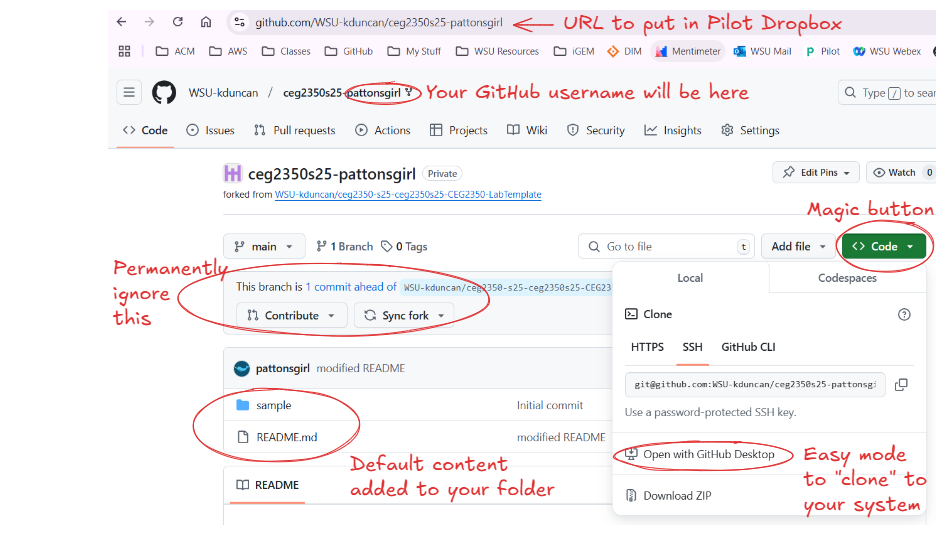 github.com/WSU-kduncan/ceg2350s25-pattonsgirl
URL to put in Pilot Dropbox
ACM AWS Classes GitHub My Stuff WSU Resources iGEM DIM Mentimeter WSU Mail Pilot WSU Webex
WSU-kduncan / ceg2350s25-pattonsgirl
Your GitHub username will be here
Type / to sear
Code Issues Pull requests Actions Projects Wiki Security Insights Settings
ceg2350s25-pattonsgirl Private
Edit Pins Watch 0
forked from WSU-kduncan/ceg2350-s25-ceg2350s25-CEG2350-LabTemplate
Magic button
main 1 Branch 0 Tags
Go to file t
Add file
Code
Permanently
ignore
this
This branch is 1 commit ahead of WSU-kduncan/ceg2350-s25-ceg2350s25-CEG23
Contribute Sync fork
pattonsgirl modified README
sample Initial commit
README.md modified README
Default content
added to your folder
README
Local Codespaces
Clone
HTTPS SSH GitHub CLI
git@github.com:WSU-kduncan/ceg2350s25-pattonsgi
Use a password-protected SSH key.
Open with GitHub Desktop
Easy mode
to "clone" to
your system
Download ZIP